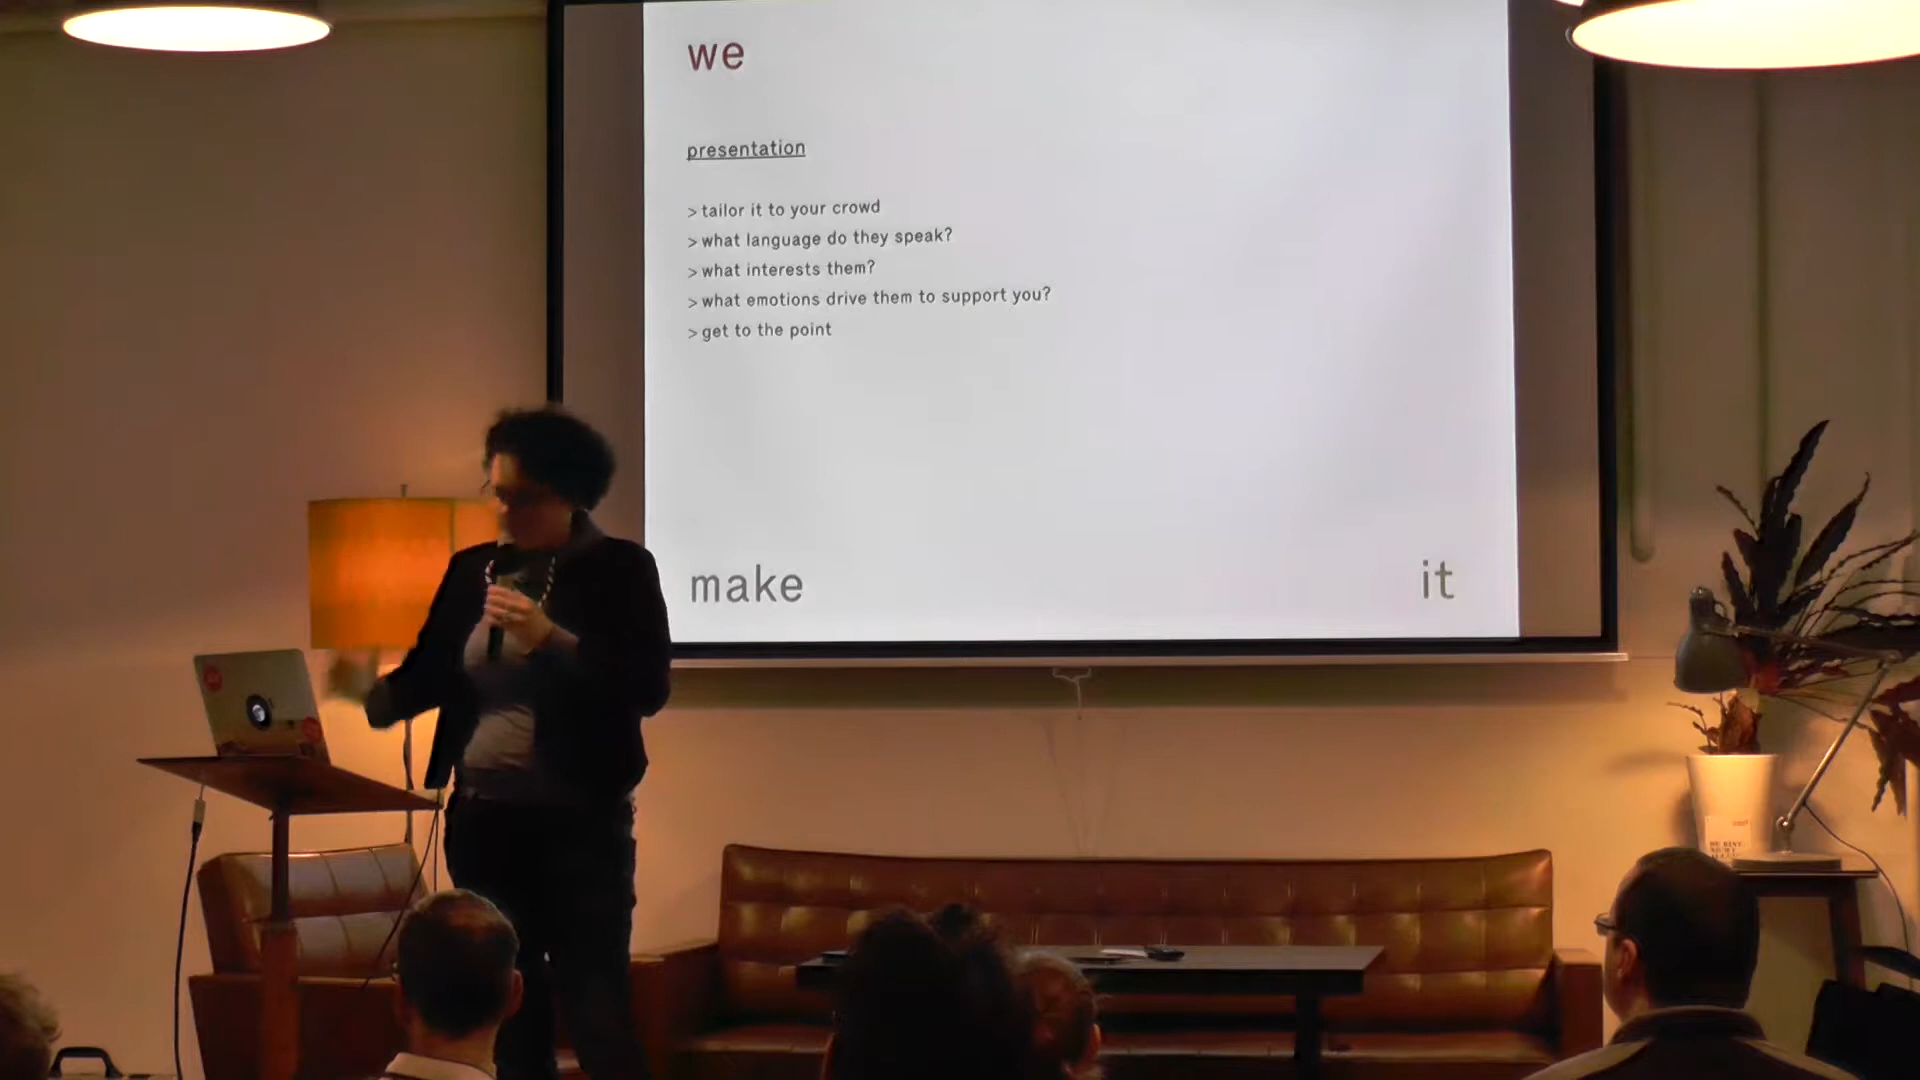 we
presentation
> tailor it to your crowd
> what language do they speak?
> what interests them?
> what emotions drive them to support you?
> get to the point
make it